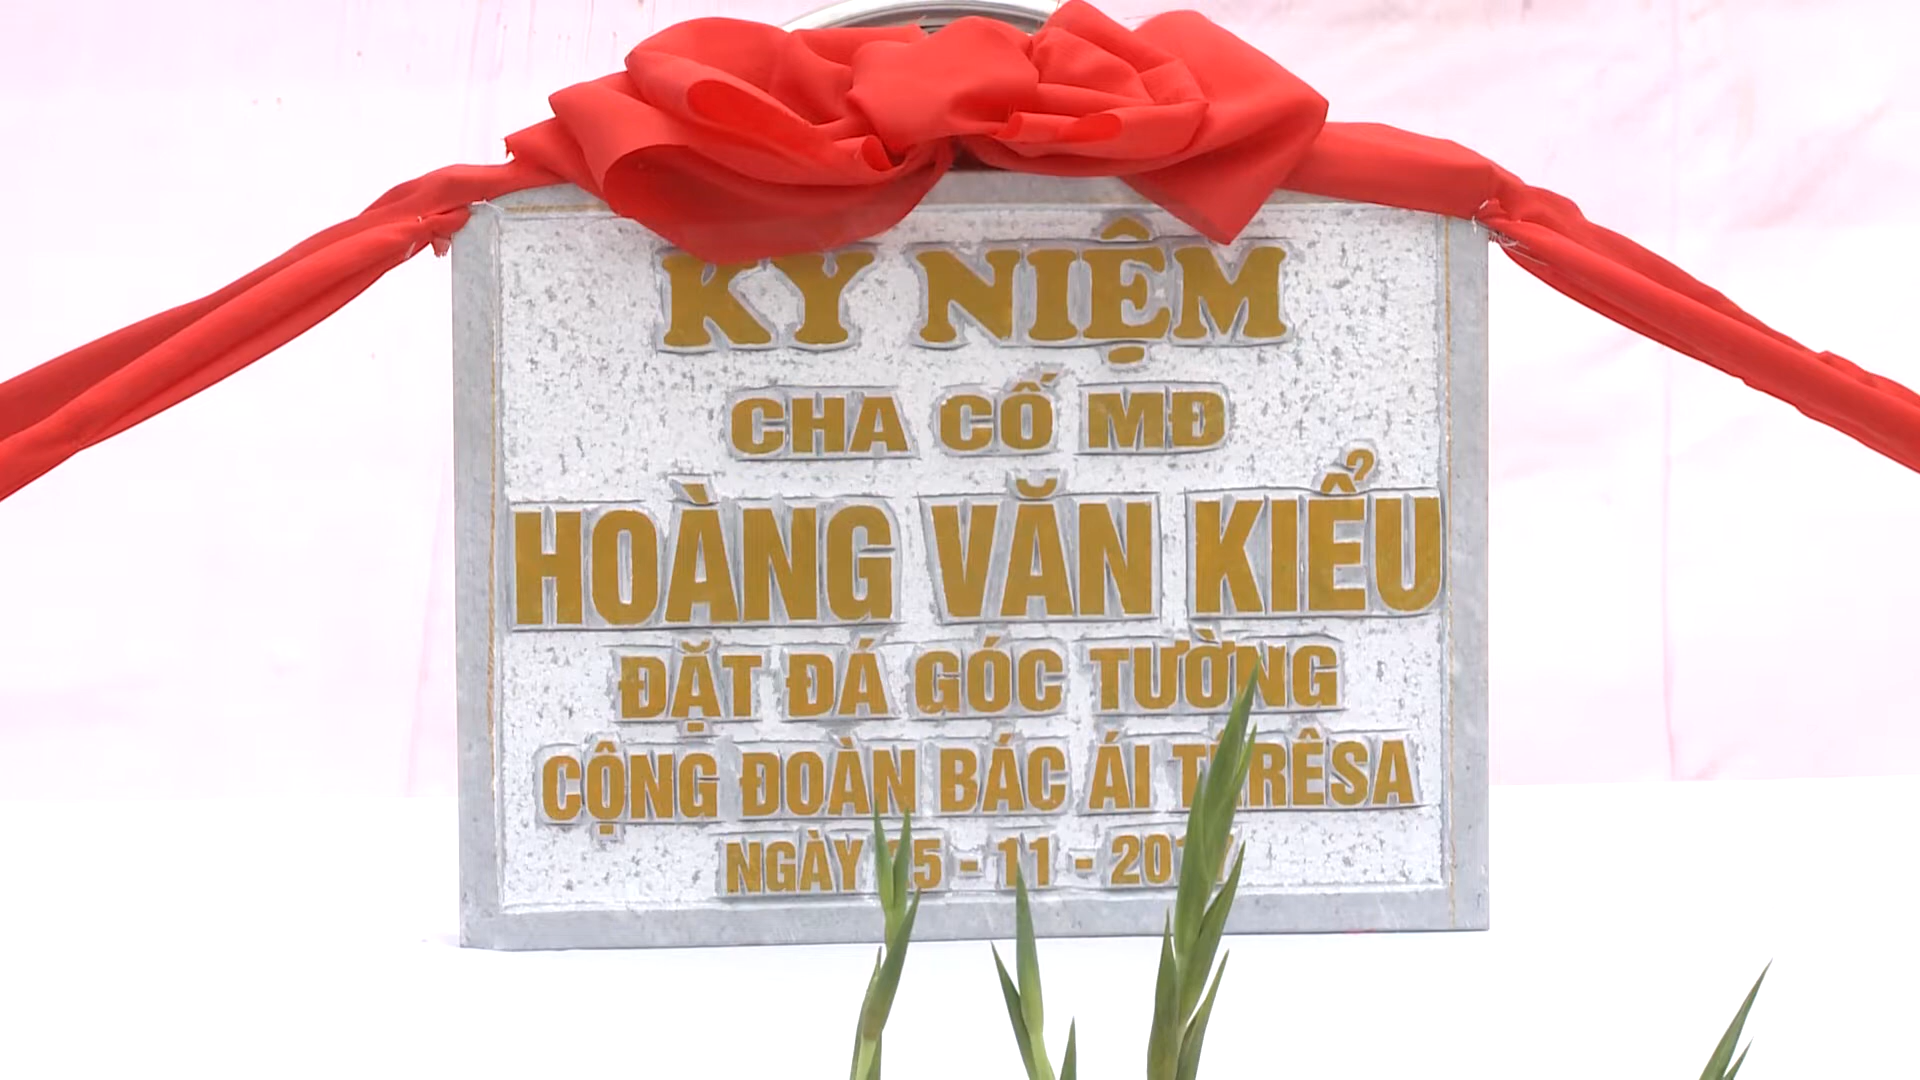 KỶ NIỆM
CHA CỐ MĐ
HOÀNG VĂN KIỂU
ĐẶT ĐÁ GÓC TƯỜNG
CỘNG ĐOÀN BÁC ÁI TÊRÊSA
NGÀY 5 - 11 - 201